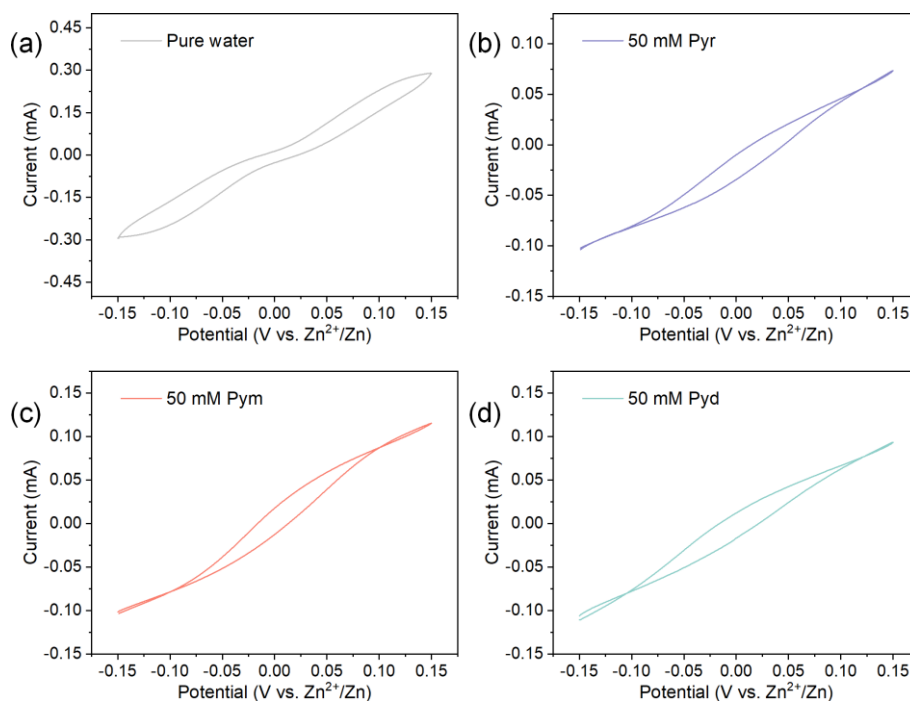 (a)
Pure water
0.45
0.30
0.15
0.00
-0.15
-0.30
-0.45
Current (mA)
-0.15 -0.10 -0.05 0.00 0.05 0.10 0.15
Potential (V vs. Zn²⁺/Zn)
(b)
50 mM Pyr
0.10
0.05
0.00
-0.05
-0.10
-0.15
Current (mA)
-0.15 -0.10 -0.05 0.00 0.05 0.10 0.15
Potential (V vs. Zn²⁺/Zn)
(c)
50 mM Pym
0.15
0.10
0.05
0.00
-0.05
-0.10
-0.15
Current (mA)
-0.15 -0.10 -0.05 0.00 0.05 0.10 0.15
Potential (V vs. Zn²⁺/Zn)
(d)
50 mM Pyd
0.15
0.10
0.05
0.00
-0.05
-0.10
-0.15
Current (mA)
-0.15 -0.10 -0.05 0.00 0.05 0.10 0.15
Potential (V vs. Zn²⁺/Zn)